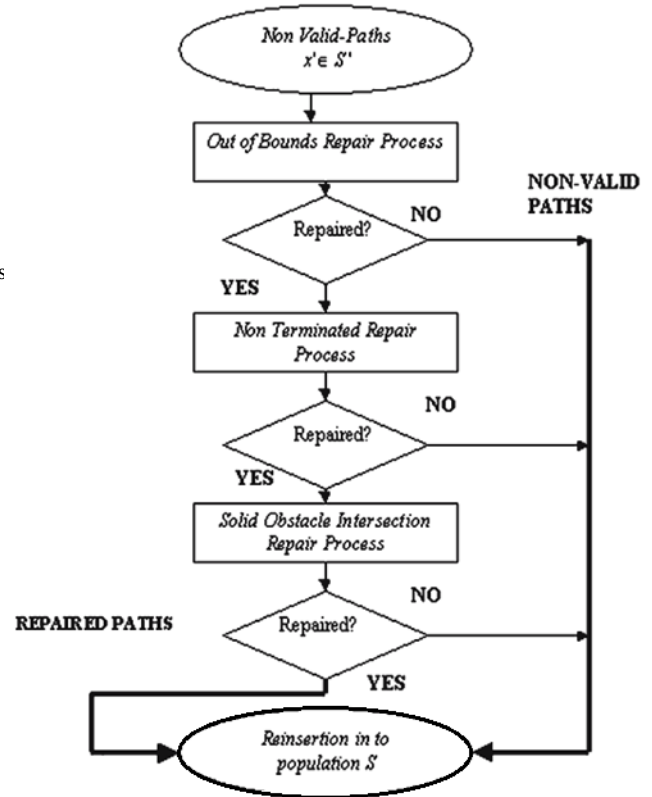 Non Valid-Paths
x'∈ S"
Out of Bounds Repair Process
NON-VALID
PATHS
NO
Repaired?
s
YES
Non Terminated Repair
Process
NO
Repaired?
YES
Solid Obstacle Intersection
Repair Process
NO
REPAIRED PATHS
Repaired?
YES
Reinsertion in to
population S